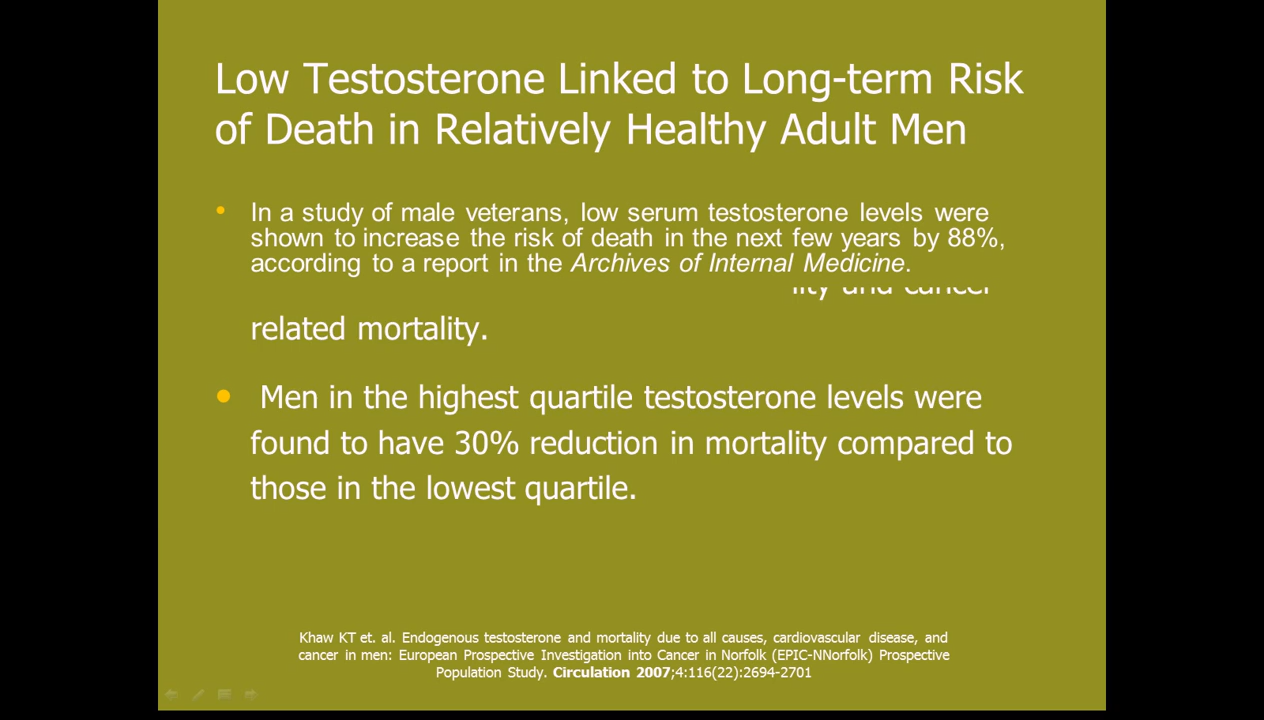 Low Testosterone Linked to Long-term Risk
of Death in Relatively Healthy Adult Men
• In a study of male veterans, low serum testosterone levels were
shown to increase the risk of death in the next few years by 88%,
according to a report in the Archives of Internal Medicine.
and cancer
related mortality.
• Men in the highest quartile testosterone levels were
found to have 30% reduction in mortality compared to
those in the lowest quartile.
Khaw KT et. al. Endogenous testosterone and mortality due to all causes, cardiovascular disease, and
cancer in men: European Prospective Investigation into Cancer in Norfolk (EPIC-NNorfolk) Prospective
Population Study. Circulation 2007;4:116(22):2694-2701